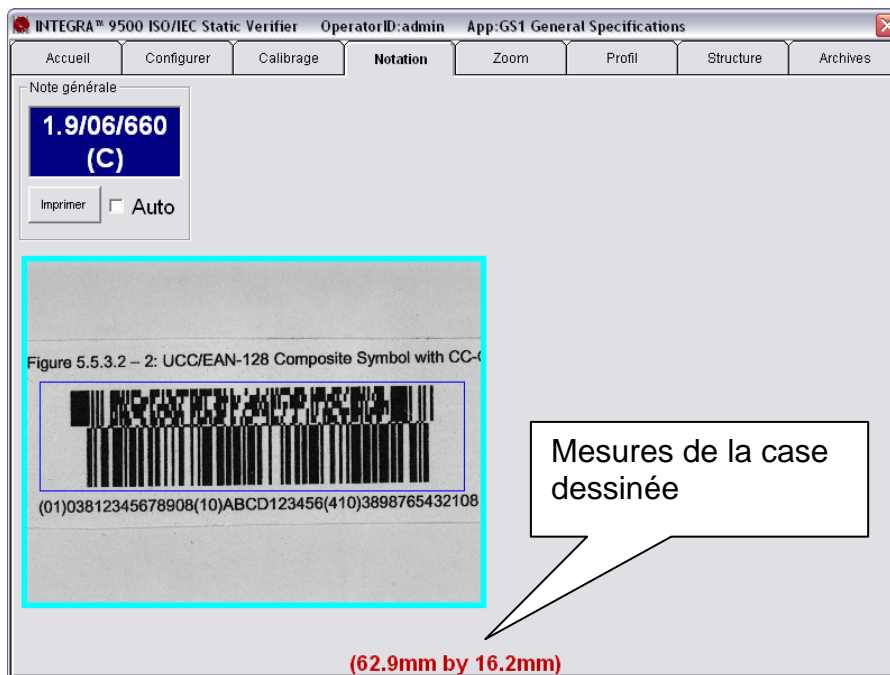 INTEGRA™ 9500 ISO/IEC Static Verifier OperatorID:admin App:GS1 General Specifications
Accueil Configurer Calibrage Notation Zoom Profil Structure Archives
Note générale
1.9/06/660
(C)
Imprimer Auto
Figure 5.5.3.2 – 2: UCC/EAN-128 Composite Symbol with CC-
(01)03812345678908(10)ABCD123456(410)3898765432108
Mesures de la case
dessinée
(62.9mm by 16.2mm)